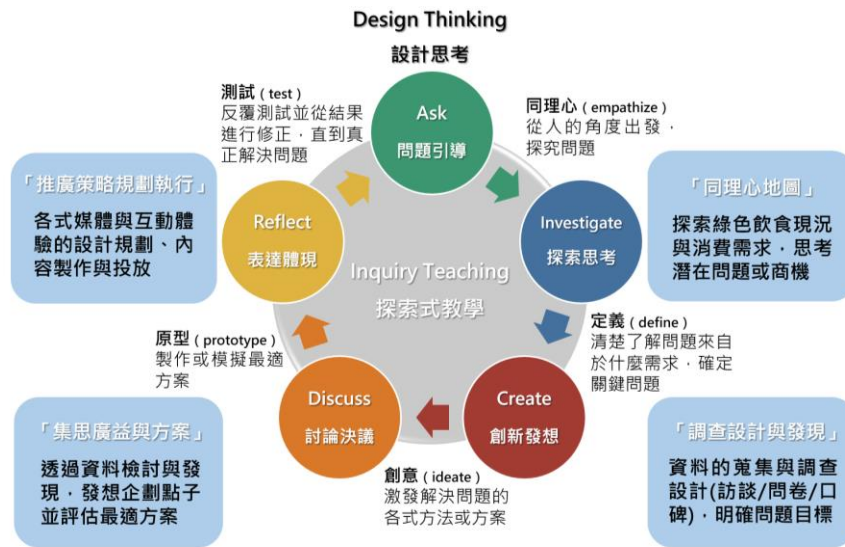 Design Thinking
設計思考
測試 ( test )
反覆測試並從結果
進行修正，直到真
正解決問題
Ask
問題引導
同理心 ( empathize )
從人的角度出發，
探究問題
「推廣策略規劃執行」
各式媒體與互動體
驗的設計規劃、內
容製作與投放
Reflect
表達體現
Investigate
探索思考
「同理心地圖」
探索綠色飲食現況
與消費需求，思考
潛在問題或商機
Inquiry Teaching
探索式教學
原型 ( prototype )
製作或模擬最適
方案
定義 ( define )
清楚了解問題來自
於什麼需求，確定
關鍵問題
Discuss
討論決議
Create
創新發想
「集思廣益與方案」
透過資料檢討與發
現，發想企劃點子
並評估最適方案
創意 ( ideate )
激發解決問題的
各式方法或方案
「調查設計與發現」
資料的蒐集與調查
設計(訪談/問卷/口
碑)，明確問題目標